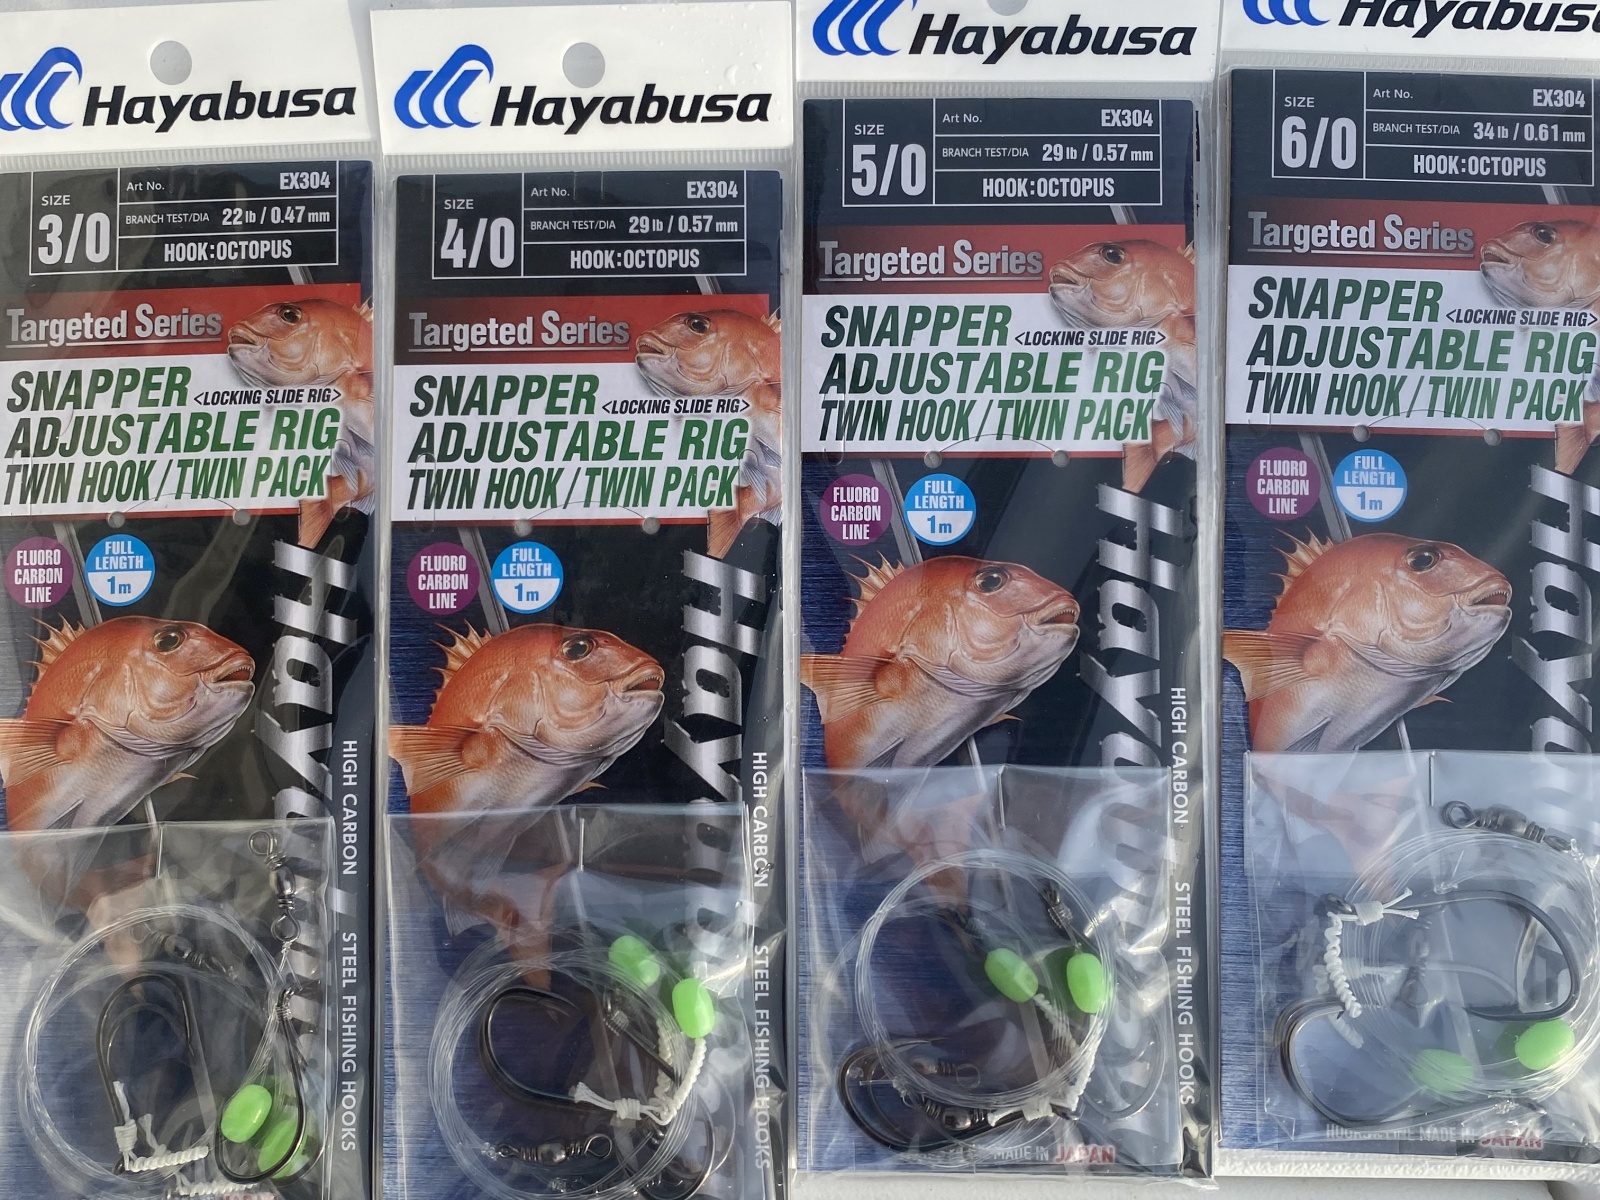 Hayabusa
SIZE
3/0
Art No. EX304
BRANCH TEST/DIA 22 lb / 0.47 mm
HOOK:OCTOPUS
Targeted Series
SNAPPER <LOCKING SLIDE RIG>
ADJUSTABLE RIG
TWIN HOOK / TWIN PACK
FLUORO
CARBON
LINE
FULL
LENGTH
1m
HIGH CARBON STEEL FISHING HOOKS
Hayabusa
SIZE
4/0
Art No. EX304
BRANCH TEST/DIA 29 lb / 0.57 mm
HOOK:OCTOPUS
Targeted Series
SNAPPER <LOCKING SLIDE RIG>
ADJUSTABLE RIG
TWIN HOOK / TWIN PACK
FLUORO
CARBON
LINE
FULL
LENGTH
1m
HIGH CARBON STEEL FISHING HOOKS
Hayabusa
SIZE
5/0
Art No. EX304
BRANCH TEST/DIA 29 lb / 0.57 mm
HOOK:OCTOPUS
Targeted Series
SNAPPER <LOCKING SLIDE RIG>
ADJUSTABLE RIG
TWIN HOOK / TWIN PACK
FLUORO
CARBON
LINE
FULL
LENGTH
1m
HIGH CARBON STEEL FISHING HOOKS
MADE IN JAPAN
Hayabusa
SIZE
6/0
Art No. EX304
BRANCH TEST/DIA 34 lb / 0.61 mm
HOOK:OCTOPUS
Targeted Series
SNAPPER <LOCKING SLIDE RIG>
ADJUSTABLE RIG
TWIN HOOK / TWIN PACK
FLUORO
CARBON
LINE
FULL
LENGTH
1m
MADE IN JAPAN